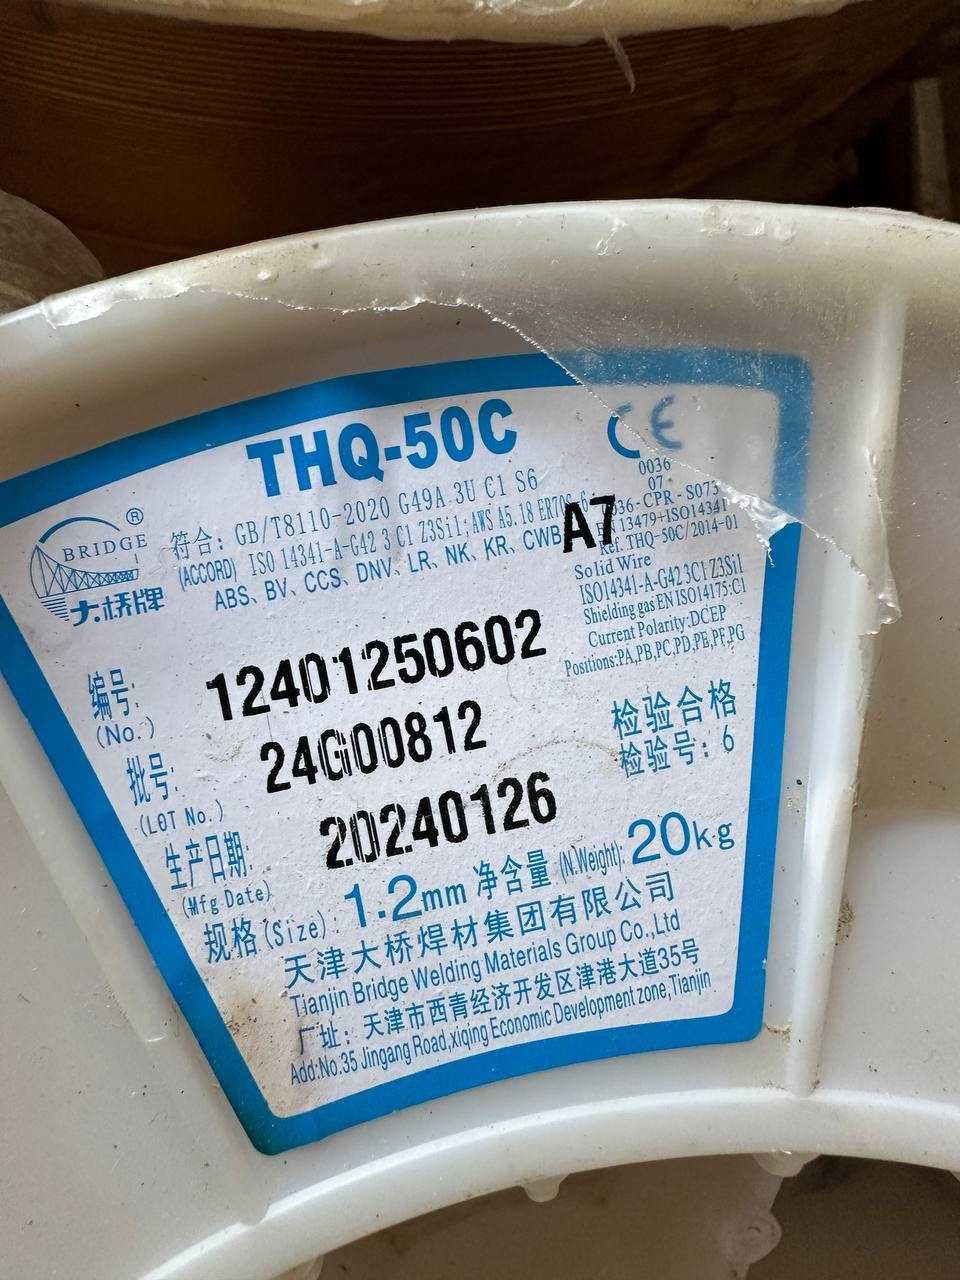 THQ-50C
CE
0036
07
符合: GB/T8110-2020 G49A 3U C1 S6
(ACCORD) ISO 14341-A-G42 3 C1 Z3Si1; AWS A5.18
ABS、BV、CCS、DNV、LR、NK、KR、CWB
A7
-CPR-S073
13479+ISO14341
Ref. THQ-50C/2014-01
Solid Wire
ISO14341-A-G423C1Z3Si1
Shielding gas EN ISO14175:C1
Current Polarity:DCEP
Positions:PA,PB,PC,PD,PE,PF,PG
BRIDGE ®
大桥牌
编号: 12401250602
(No.)
批号: 24G00812
(LOT No.)
生产日期: 20240126
(Mfg Date)
检验合格
检验号: 6
规格(Size): 1.2mm 净含量 (N.Weight): 20kg
天津大桥焊材集团有限公司
Tianjin Bridge Welding Materials Group Co.,Ltd
厂址: 天津市西青经济开发区津港大道35号
Add:No.35 Jingang Road,xiqing Economic Development zone,Tianjin